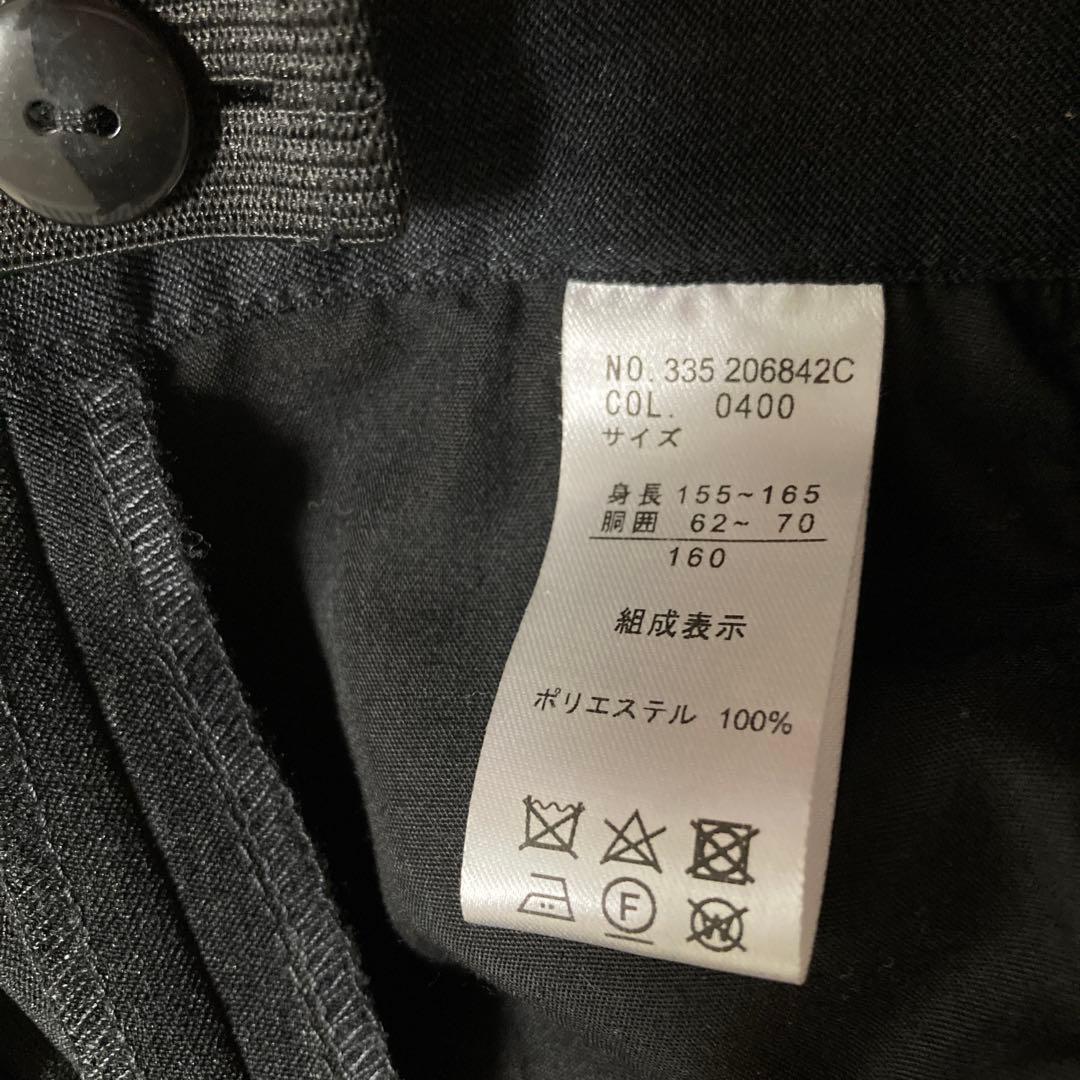 NO. 335 206842C
COL. 0400
サイズ
身長 155~165
胴囲 62~ 70
160
組成表示
ポリエステル 100%
F W